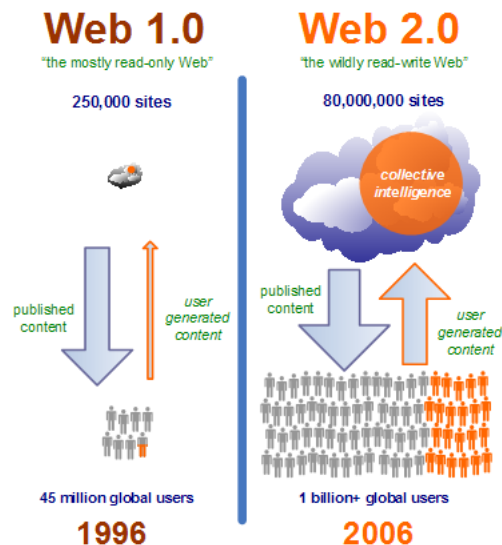 Web 1.0
"the mostly read-only Web"
250,000 sites
published
content
user
generated
content
45 million global users
1996
Web 2.0
"the wildly read-write Web"
80,000,000 sites
collective
intelligence
published
content
user
generated
content
1 billion+ global users
2006